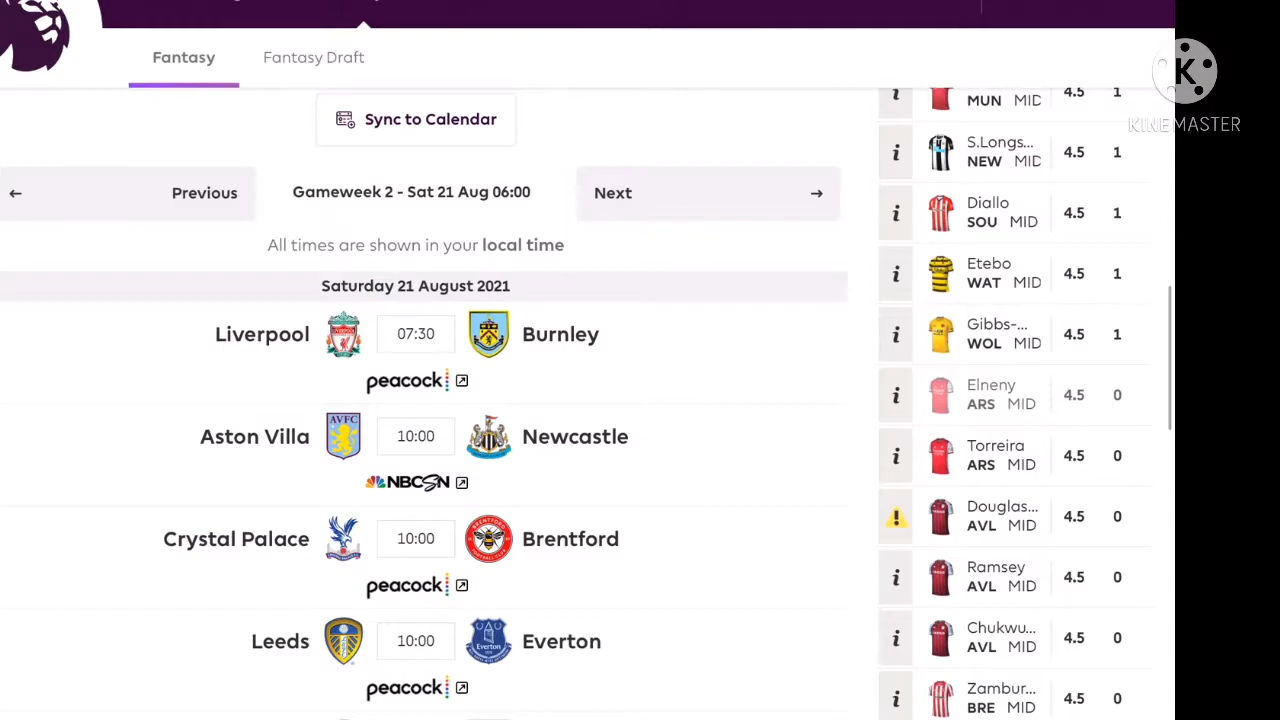 Fantasy
Fantasy Draft
Sync to Calendar
← Previous
Gameweek 2 - Sat 21 Aug 06:00
Next →
All times are shown in your local time
Saturday 21 August 2021
Liverpool 07:30 Burnley
peacock
AVFC
Aston Villa 10:00 Newcastle
NBCSN
Crystal Palace 10:00 Brentford
peacock
Leeds 10:00 Everton
Everton
peacock
i MUN MID 4.5 1
i S.Longs... NEW MID 4.5 1
i Diallo SOU MID 4.5 1
i Etebo WAT MID 4.5 1
i Gibbs-... WOL MID 4.5 1
i Elneny ARS MID 4.5 0
i Torreira ARS MID 4.5 0
! Douglas... AVL MID 4.5 0
i Ramsey AVL MID 4.5 0
i Chukwu... AVL MID 4.5 0
i Zambur... BRE MID 4.5 0
K
KINEMASTER